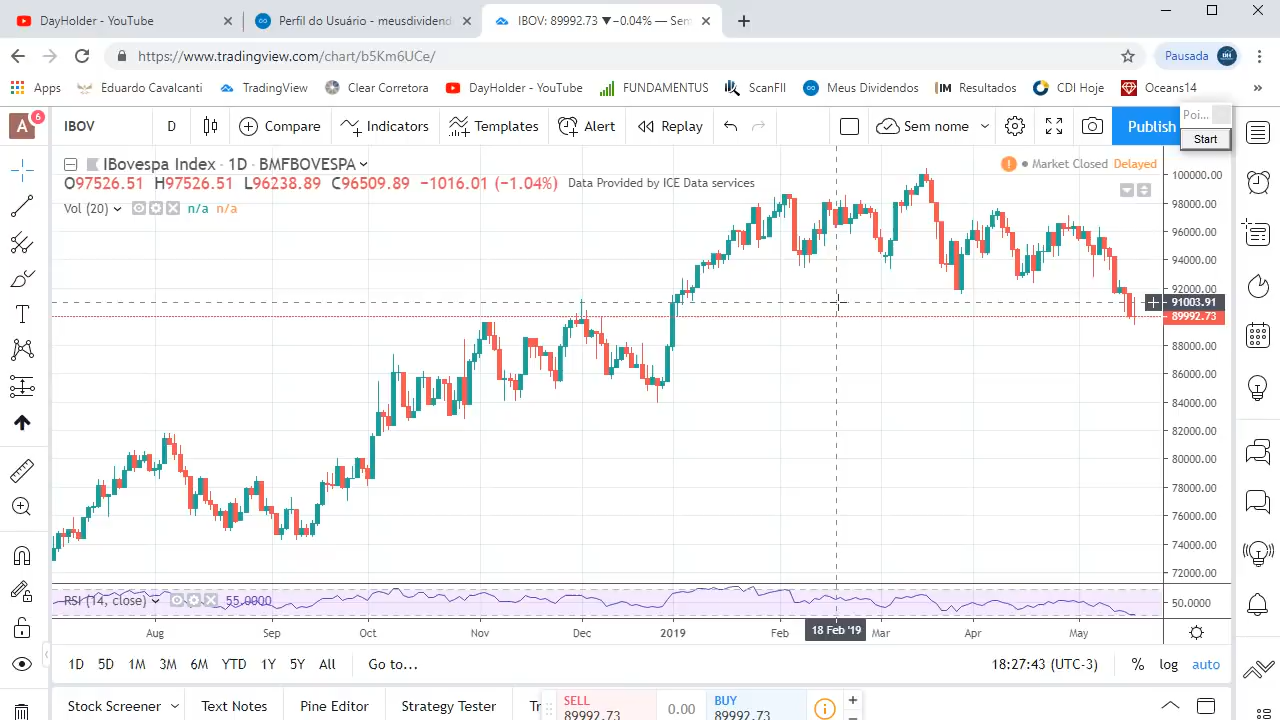 DayHolder - YouTube
Perfil do Usuário - meusdividend
IBOV: 89992.73 ▼−0.04% — Sem
https://www.tradingview.com/chart/b5Km6UCe/
Pausada
Apps
Eduardo Cavalcanti
TradingView
Clear Corretora
DayHolder - YouTube
FUNDAMENTUS
ScanFII
Meus Dividendos
Resultados
CDI Hoje
Oceans14
»
A
6
IBOV
D
Compare
Indicators
Templates
Alert
Replay
Sem nome
Publish
Poi...
Start
IBovespa Index · 1D · BMFBOVESPA
Market Closed Delayed
O97526.51 H97526.51 L96238.89 C96509.89 −1016.01 (−1.04%) Data Provided by ICE Data services
Vol (20) n/a n/a
100000.00
98000.00
96000.00
94000.00
92000.00
91003.91
89992.73
88000.00
86000.00
84000.00
82000.00
80000.00
78000.00
76000.00
74000.00
72000.00
RSI (14, close) 55.0000
50.0000
Aug Sep Oct Nov Dec 2019 Feb 18 Feb '19 Mar Apr May
1D 5D 1M 3M 6M YTD 1Y 5Y All Go to... 18:27:43 (UTC-3) % log auto
Stock Screener Text Notes Pine Editor Strategy Tester
SELL
89992.73
0.00
BUY
89992.73